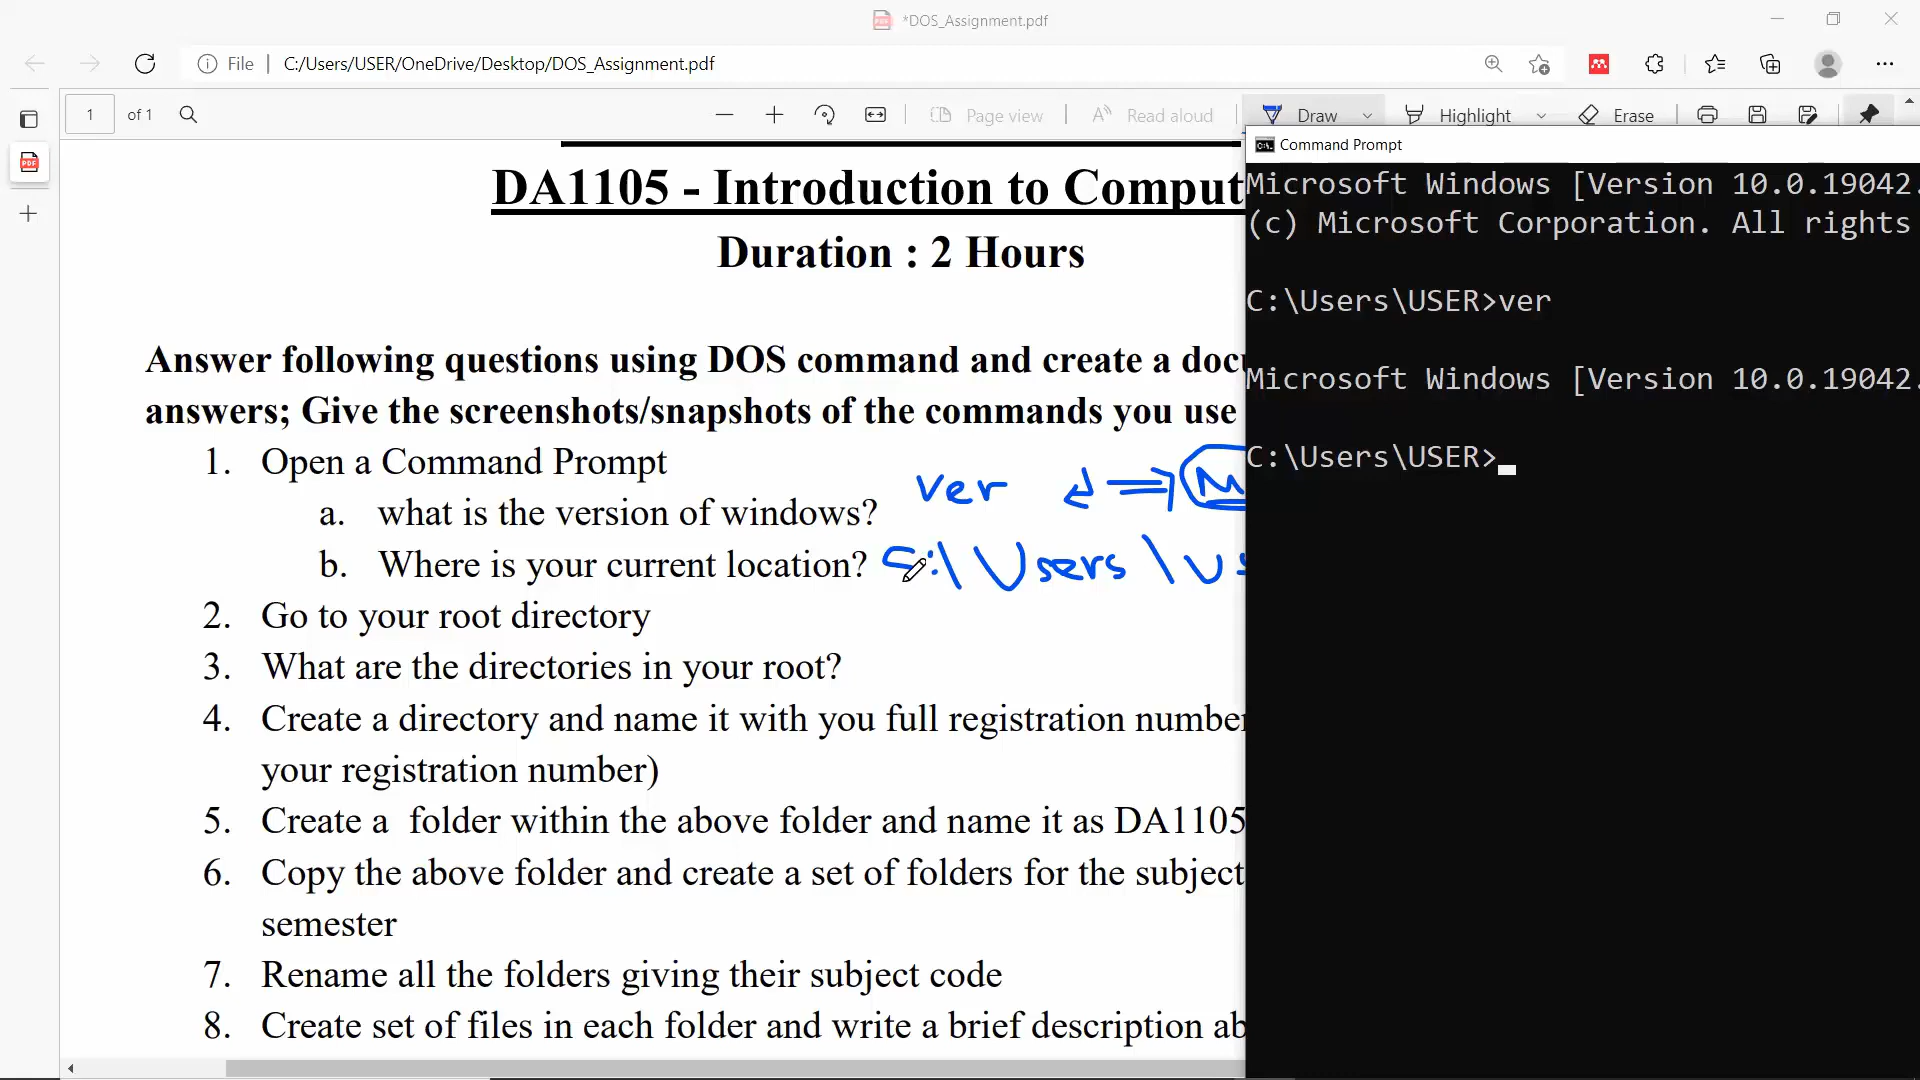 *DOS_Assignment.pdf
File
C:/Users/USER/OneDrive/Desktop/DOS_Assignment.pdf
1 of 1
Page view
Read aloud
Draw
Highlight
Erase
Command Prompt
DA1105 - Introduction to Comput
Duration : 2 Hours
Answer following questions using DOS command and create a docu
answers; Give the screenshots/snapshots of the commands you use
1. Open a Command Prompt
ver
a. what is the version of windows?
b. Where is your current location? C:\Users\us
2. Go to your root directory
3. What are the directories in your root?
4. Create a directory and name it with you full registration number
your registration number)
5. Create a folder within the above folder and name it as DA1105
6. Copy the above folder and create a set of folders for the subject
semester
7. Rename all the folders giving their subject code
8. Create set of files in each folder and write a brief description ab
Microsoft Windows [Version 10.0.19042.
(c) Microsoft Corporation. All rights
C:\Users\USER>ver
Microsoft Windows [Version 10.0.19042.
C:\Users\USER>